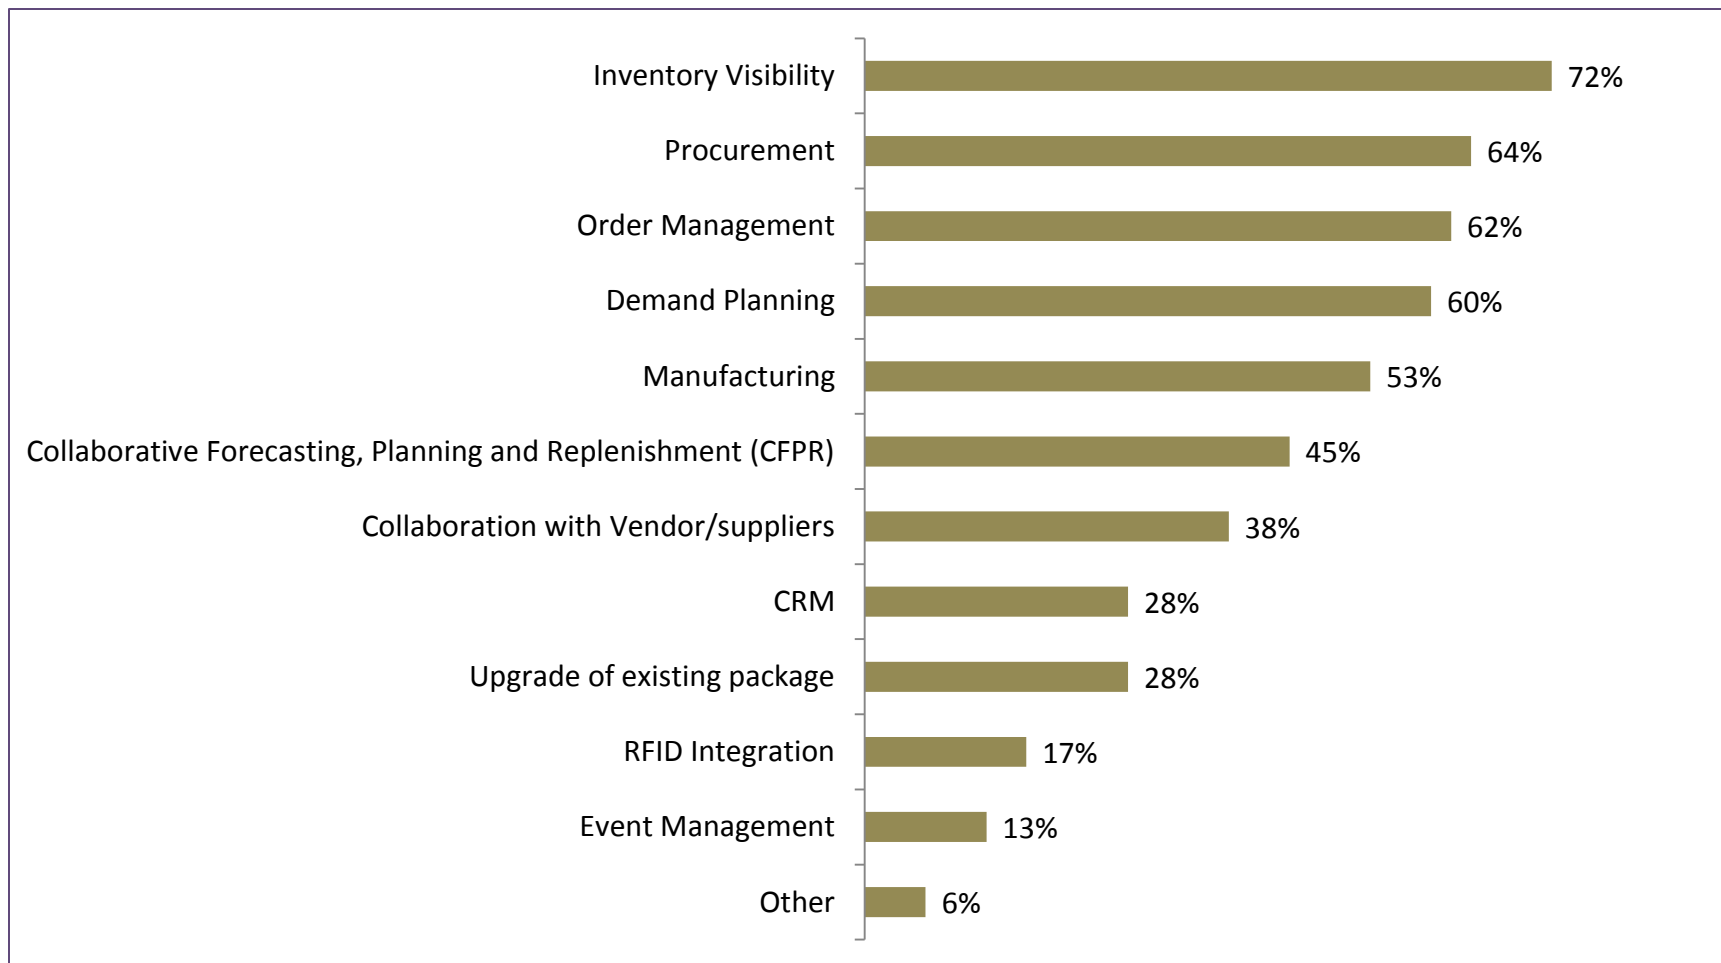 Inventory Visibility 72%
Procurement 64%
Order Management 62%
Demand Planning 60%
Manufacturing 53%
Collaborative Forecasting, Planning and Replenishment (CFPR) 45%
Collaboration with Vendor/suppliers 38%
CRM 28%
Upgrade of existing package 28%
RFID Integration 17%
Event Management 13%
Other 6%